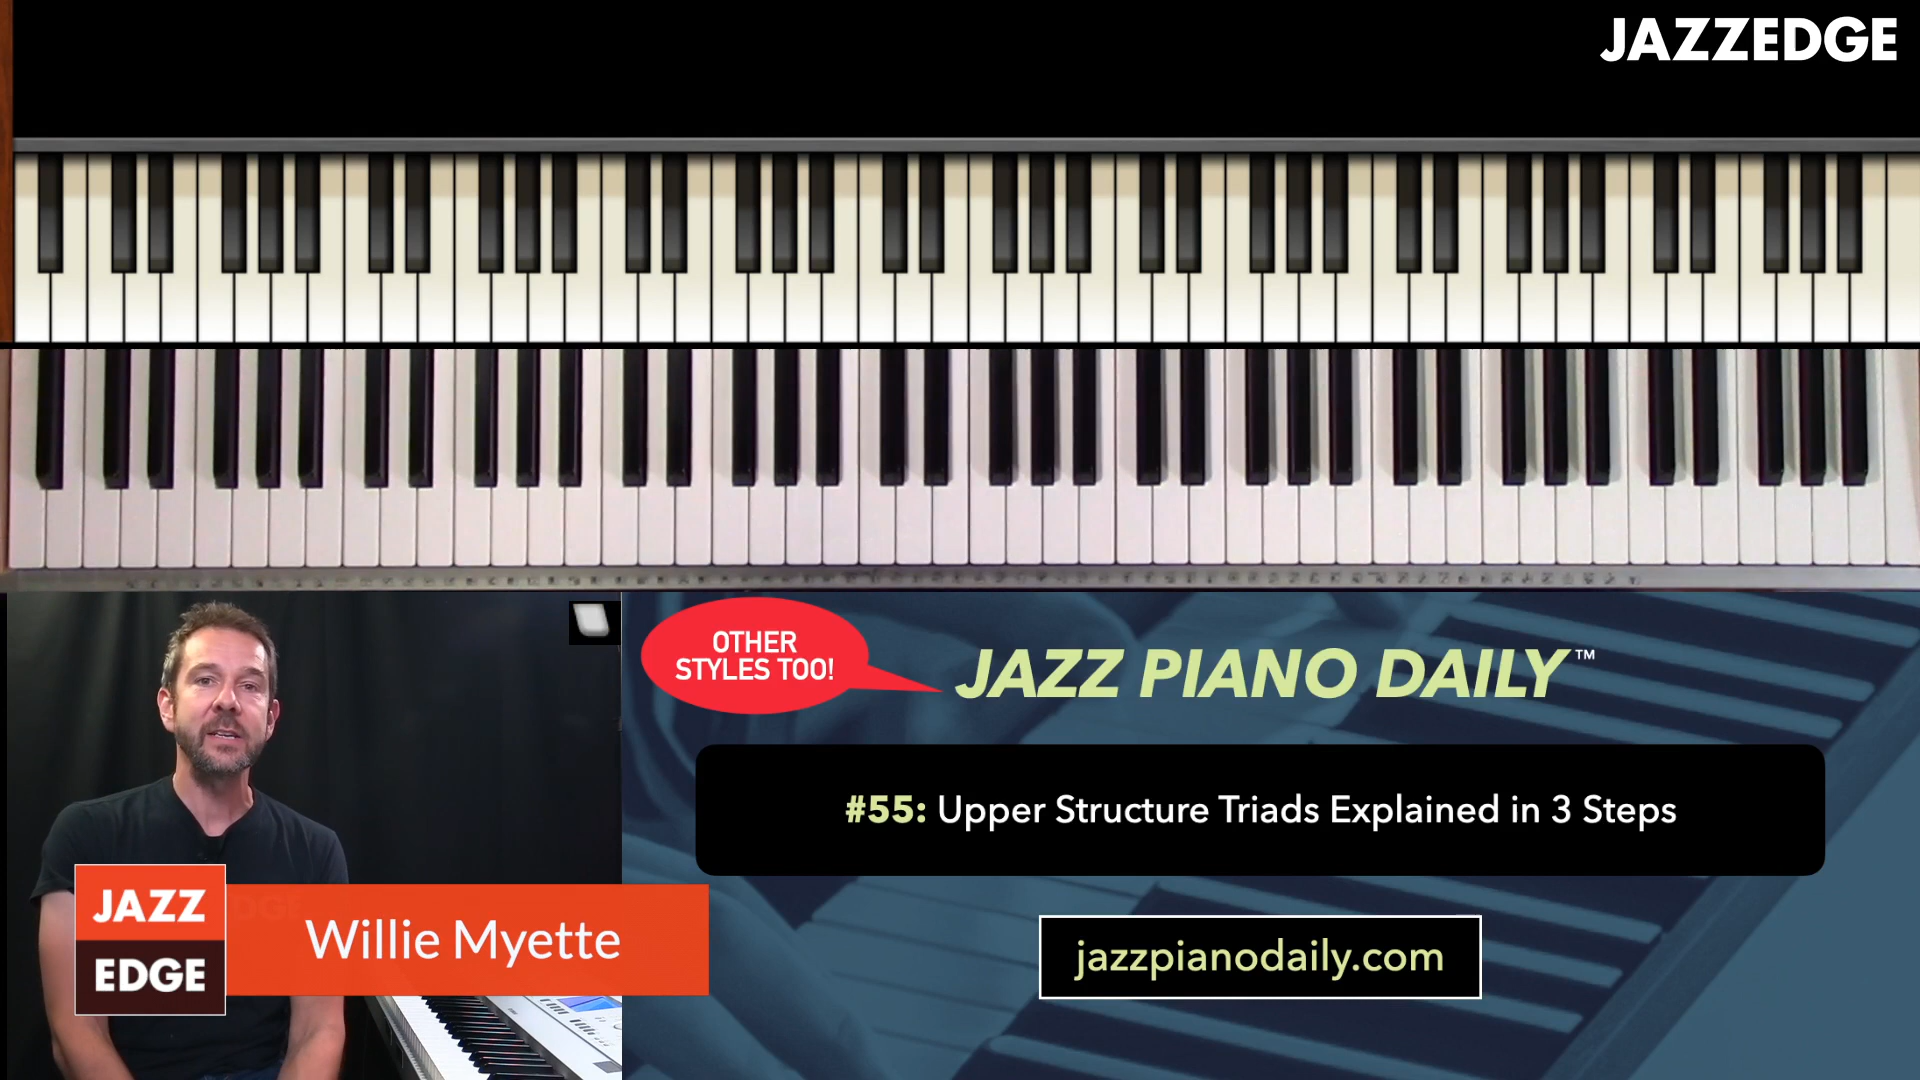 JAZZEDGE
OTHER
STYLES TOO!
JAZZ PIANO DAILY™
#55: Upper Structure Triads Explained in 3 Steps
jazzpianodaily.com
JAZZ
EDGE
Willie Myette